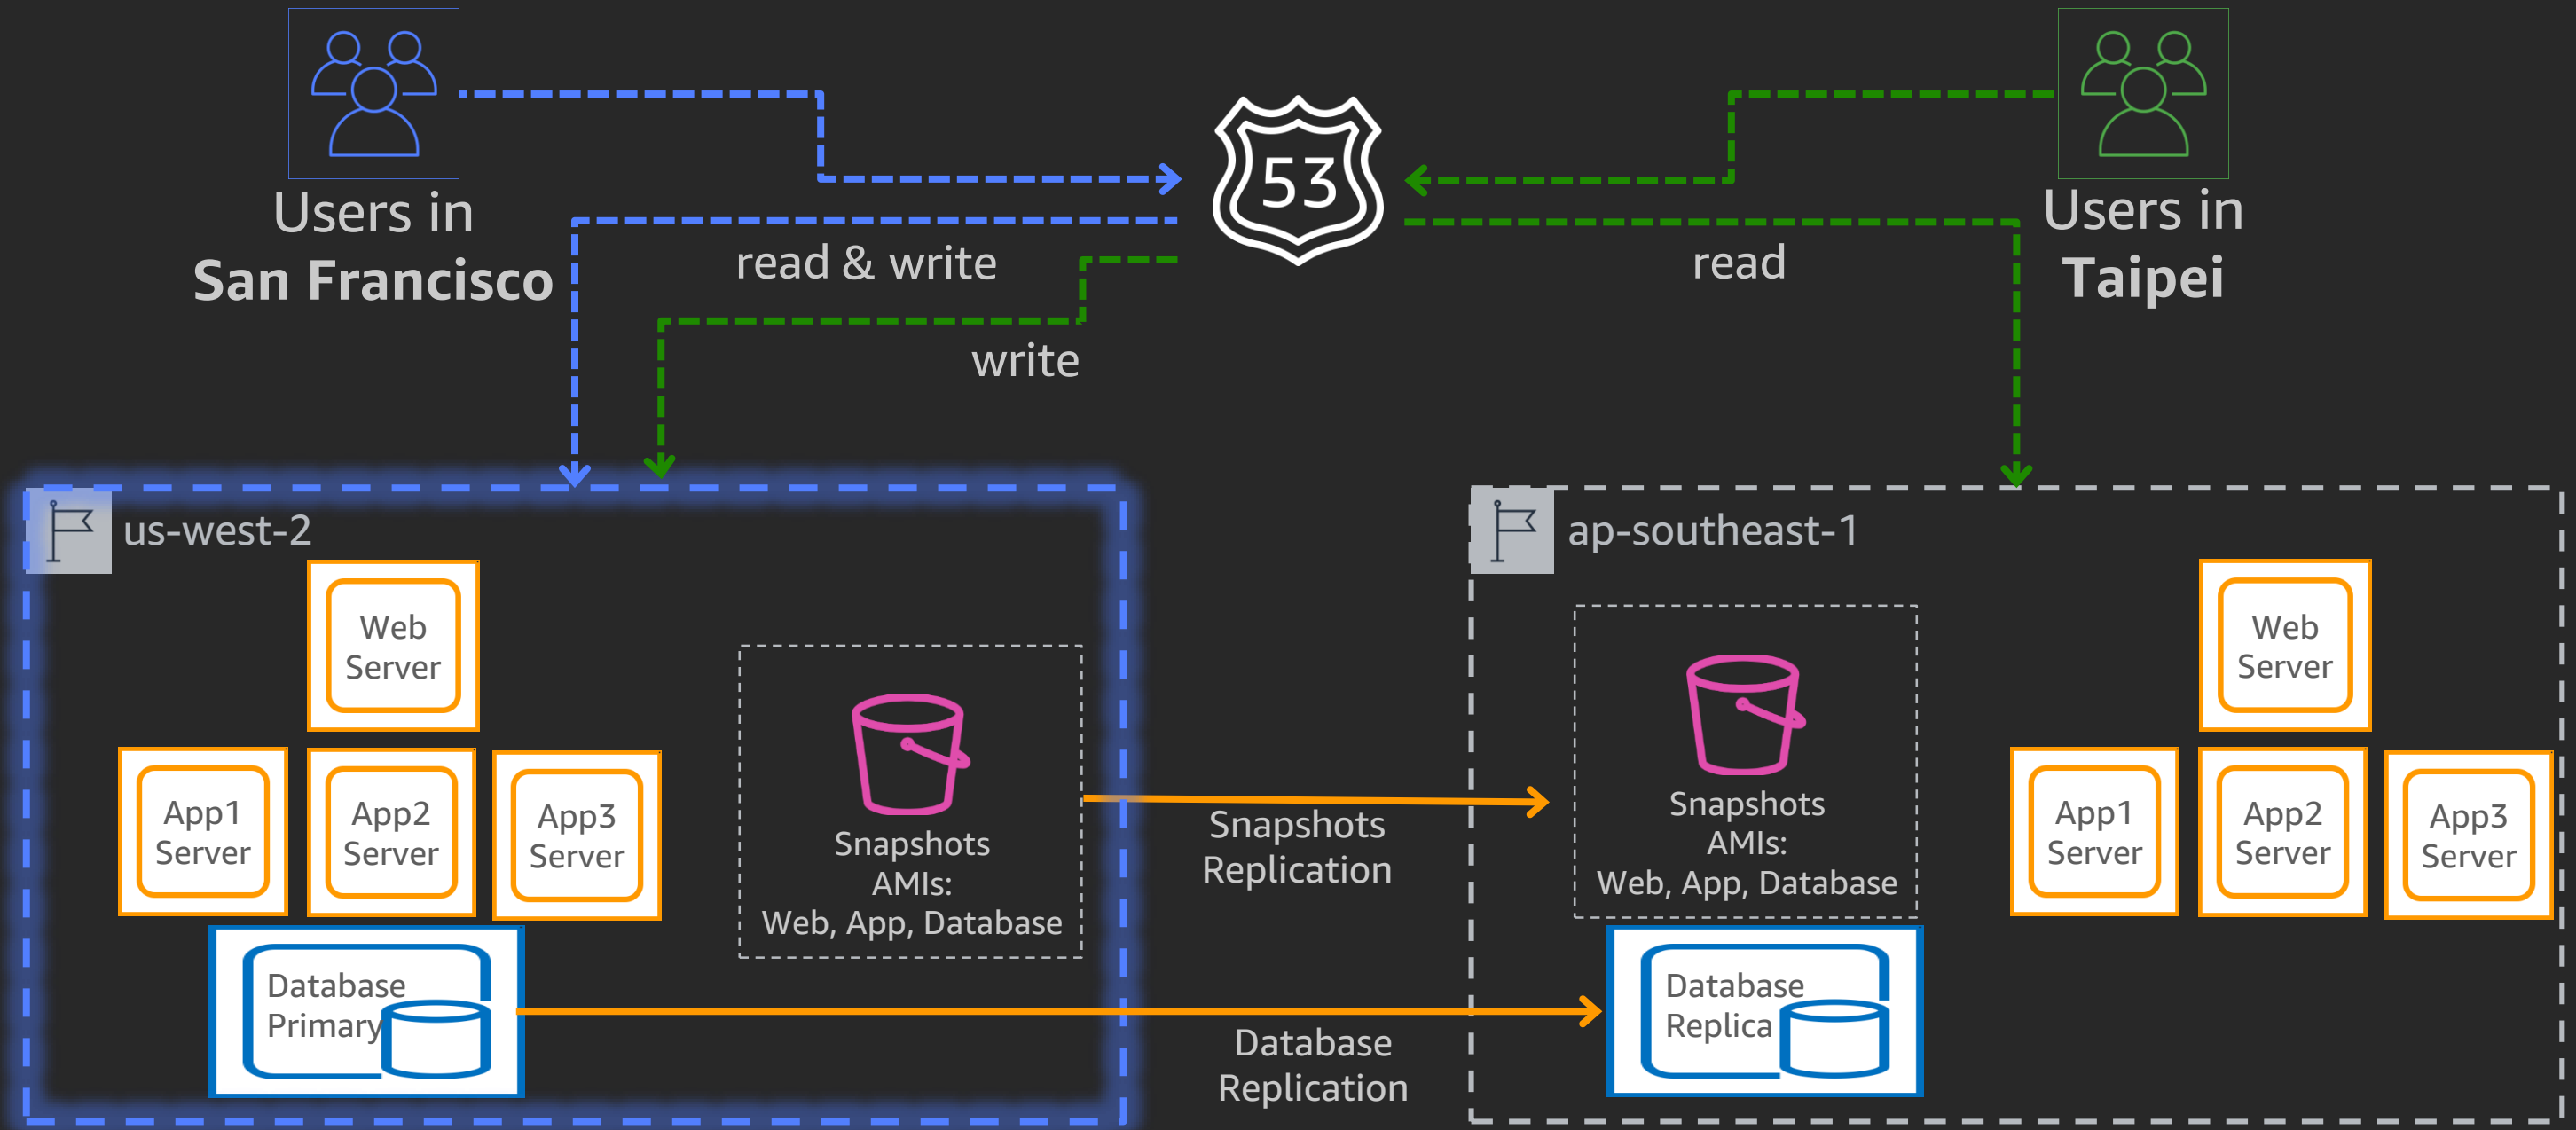 53
Users in
San Francisco
Users in
Taipei
read & write
read
write
us-west-2
Web
Server
App1
Server
App2
Server
App3
Server
Database
Primary
Snapshots
AMIs:
Web, App, Database
Snapshots
Replication
Database
Replication
ap-southeast-1
Snapshots
AMIs:
Web, App, Database
Database
Replica
Web
Server
App1
Server
App2
Server
App3
Server